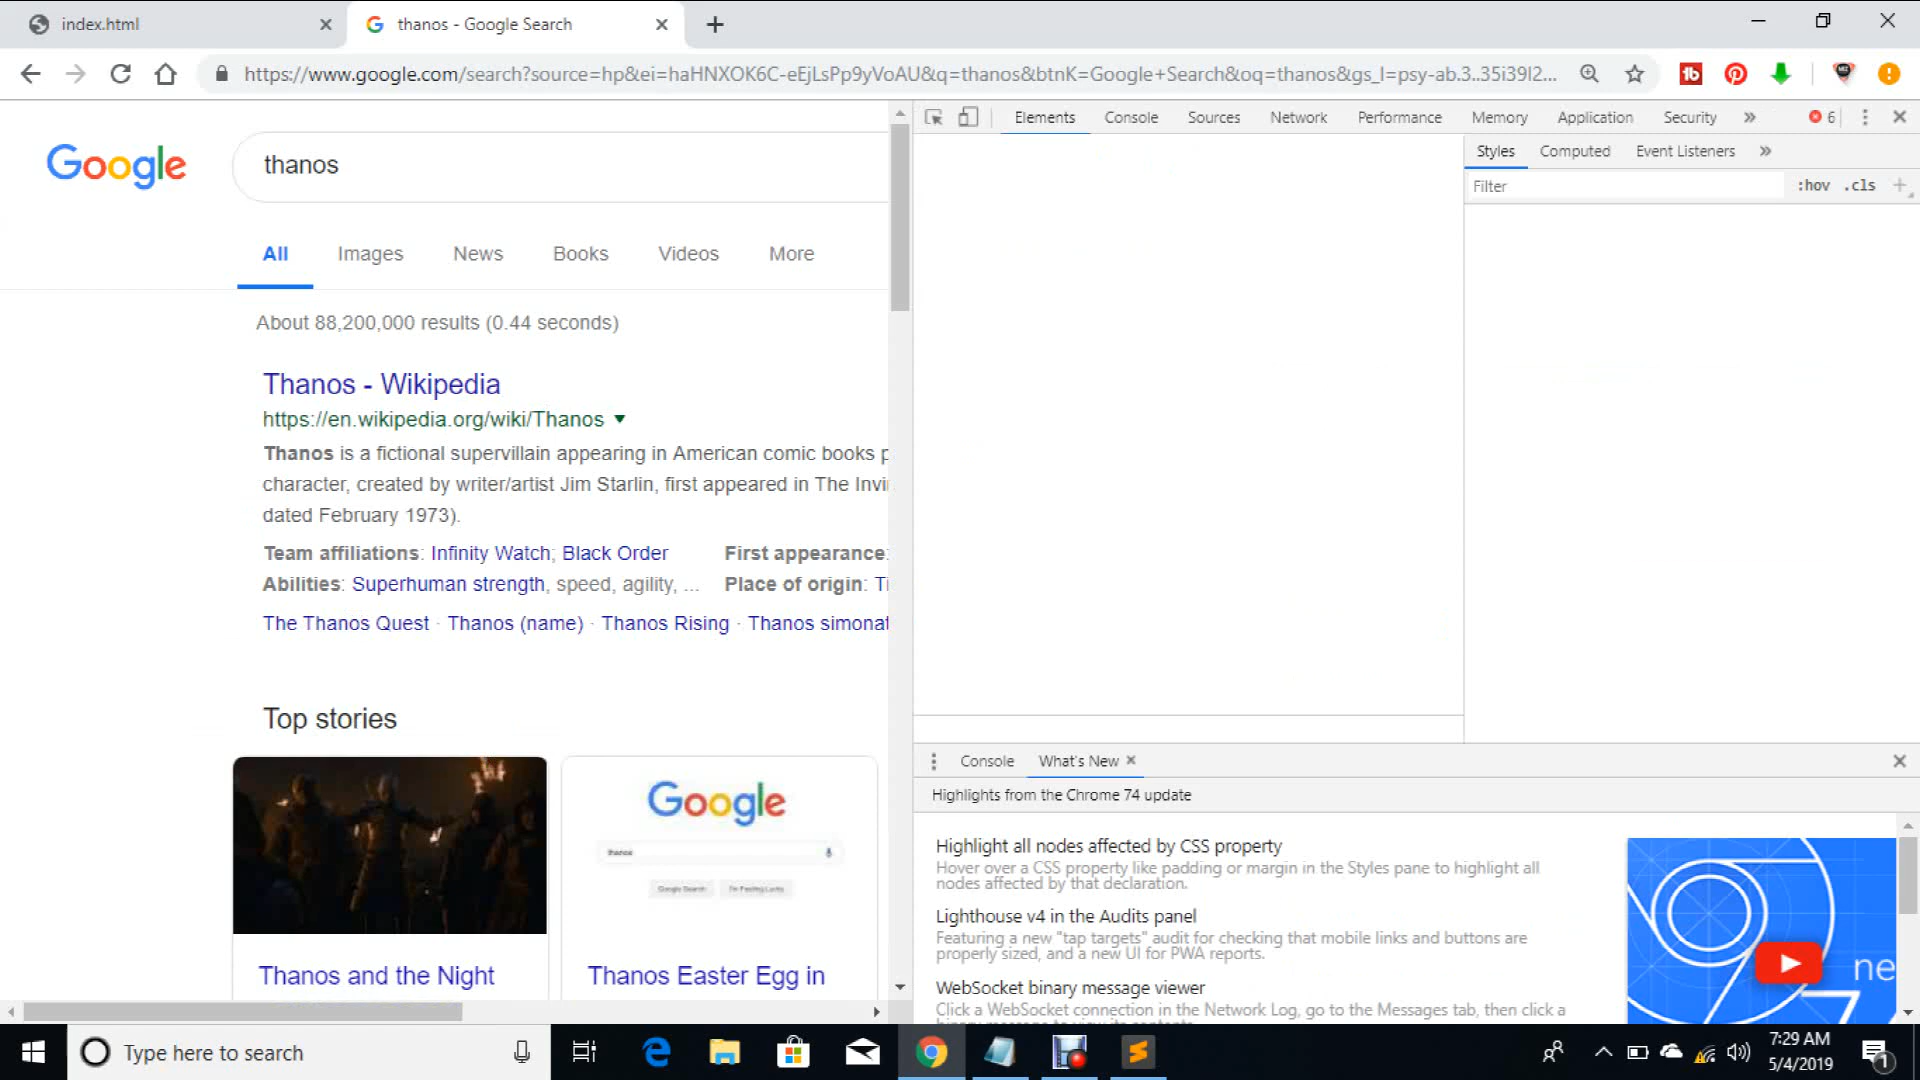 index.html
thanos - Google Search
https://www.google.com/search?source=hp&ei=haHNXOK6C-eEjLsPp9yVoAU&q=thanos&btnK=Google+Search&oq=thanos&gs_l=psy-ab.3..35i39l2...
Google
thanos
All Images News Books Videos More
About 88,200,000 results (0.44 seconds)
Thanos - Wikipedia
https://en.wikipedia.org/wiki/Thanos
Thanos is a fictional supervillain appearing in American comic books p
character, created by writer/artist Jim Starlin, first appeared in The Invi
dated February 1973).
Team affiliations: Infinity Watch; Black Order First appearance:
Abilities: Superhuman strength, speed, agility, ... Place of origin: Ti
The Thanos Quest · Thanos (name) · Thanos Rising · Thanos simonat
Top stories
Google
thanos
Google Search I'm Feeling Lucky
Thanos and the Night
Thanos Easter Egg in
Elements Console Sources Network Performance Memory Application Security » 6
Styles Computed Event Listeners »
Filter :hov .cls +
Console What's New
Highlights from the Chrome 74 update
Highlight all nodes affected by CSS property
Hover over a CSS property like padding or margin in the Styles pane to highlight all
nodes affected by that declaration.
Lighthouse v4 in the Audits panel
Featuring a new "tap targets" audit for checking that mobile links and buttons are
properly sized, and a new UI for PWA reports.
WebSocket binary message viewer
Click a WebSocket connection in the Network Log, go to the Messages tab, then click a
ne
7
Type here to search
7:29 AM
5/4/2019
1